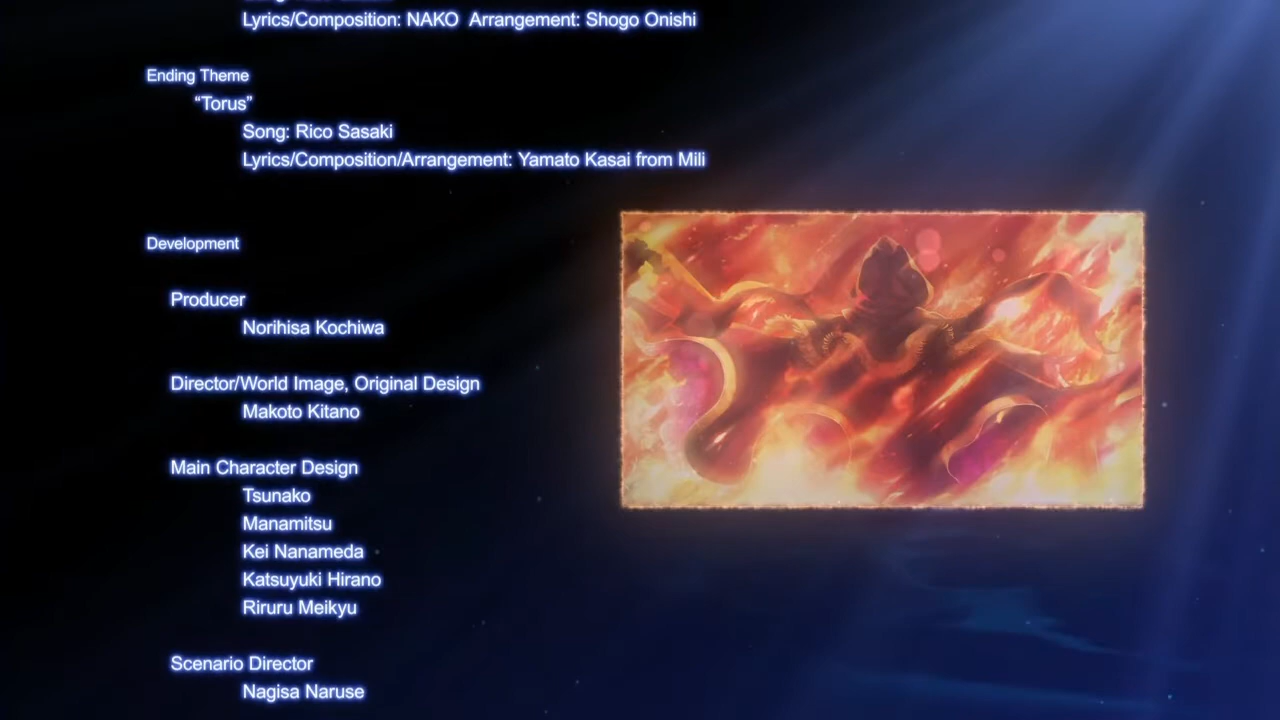 Lyrics/Composition: NAKO  Arrangement: Shogo Onishi
Ending Theme
“Torus”
Song: Rico Sasaki
Lyrics/Composition/Arrangement: Yamato Kasai from Mili
Development
Producer
Norihisa Kochiwa
Director/World Image, Original Design
Makoto Kitano
Main Character Design
Tsunako
Manamitsu
Kei Nanameda
Katsuyuki Hirano
Riruru Meikyu
Scenario Director
Nagisa Naruse